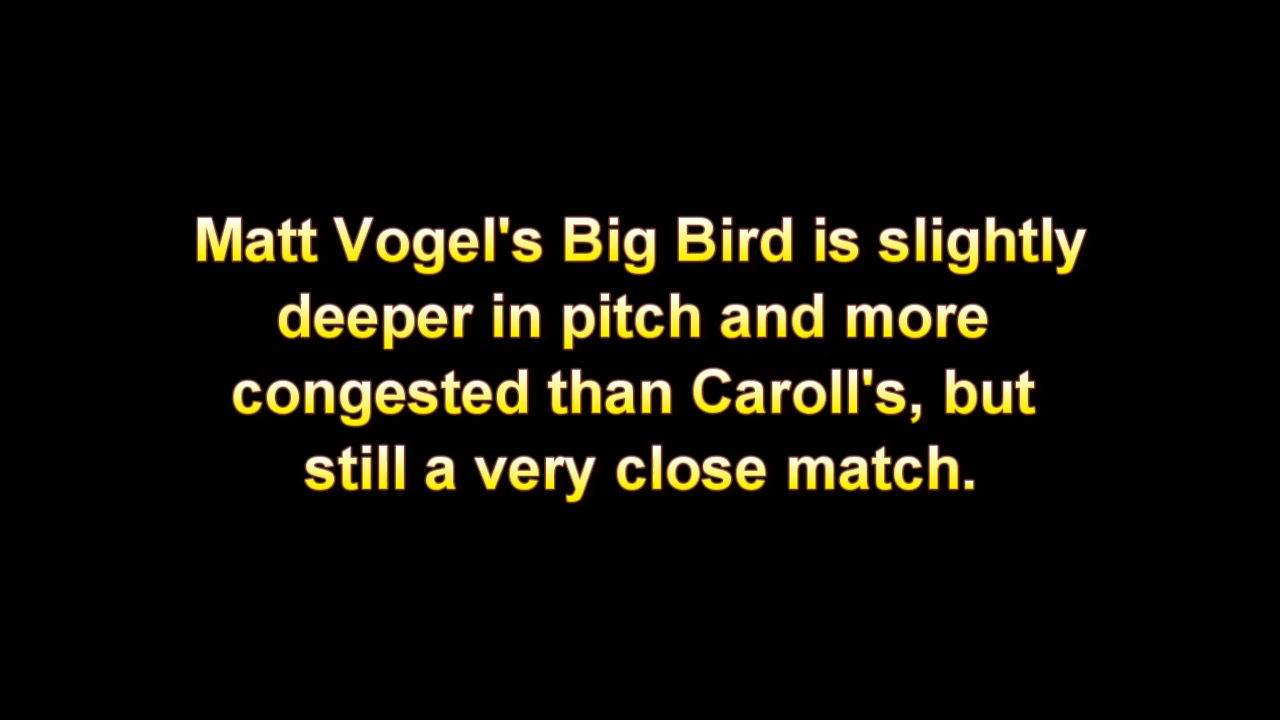 Matt Vogel's Big Bird is slightly
deeper in pitch and more
congested than Caroll's, but
still a very close match.